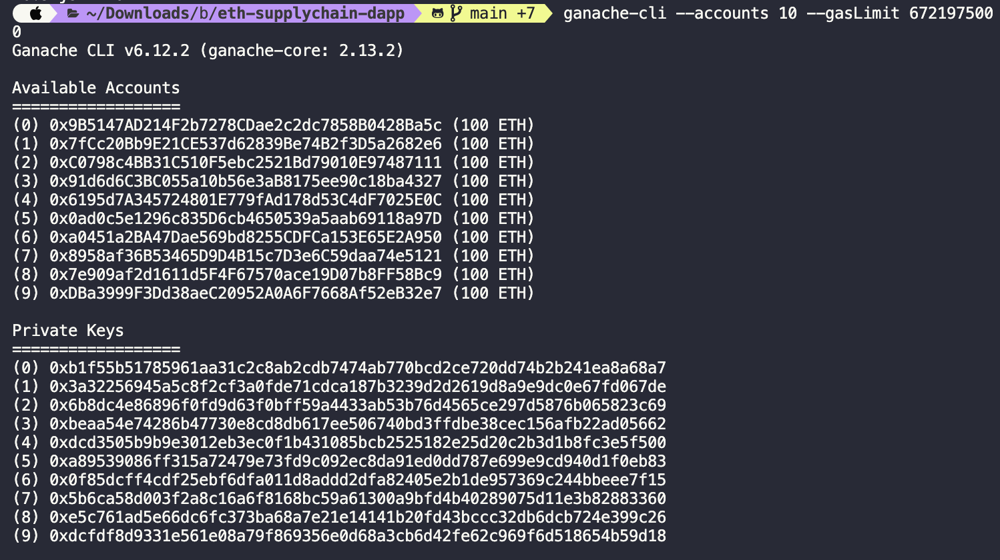 ~/Downloads/b/eth-supplychain-dapp main +7 ganache-cli --accounts 10 --gasLimit 672197500
0
Ganache CLI v6.12.2 (ganache-core: 2.13.2)
Available Accounts
==================
(0) 0x9B5147AD214F2b7278CDae2c2dc7858B0428Ba5c (100 ETH)
(1) 0x7fCc20Bb9E21CE537d62839Be74B2f3D5a2682e6 (100 ETH)
(2) 0xC0798c4BB31C510F5ebc2521Bd79010E97487111 (100 ETH)
(3) 0x91d6d6C3BC055a10b56e3aB8175ee90c18ba4327 (100 ETH)
(4) 0x6195d7A345724801E779fAd178d53C4dF7025E0C (100 ETH)
(5) 0x0ad0c5e1296c835D6cb4650539a5aab69118a97D (100 ETH)
(6) 0xa0451a2BA47Dae569bd8255CDFCa153E65E2A950 (100 ETH)
(7) 0x8958af36B53465D9D4B15c7D3e6C59daa74e5121 (100 ETH)
(8) 0x7e909af2d1611d5F4F67570ace19D07b8FF58Bc9 (100 ETH)
(9) 0xDBa3999F3Dd38aeC20952A0A6F7668Af52eB32e7 (100 ETH)
Private Keys
==================
(0) 0xb1f55b51785961aa31c2c8ab2cdb7474ab770bcd2ce720dd74b2b241ea8a68a7
(1) 0x3a32256945a5c8f2cf3a0fde71cdca187b3239d2d2619d8a9e9dc0e67fd067de
(2) 0x6b8dc4e86896f0fd9d63f0bff59a4433ab53b76d4565ce297d5876b065823c69
(3) 0xbeaa54e74286b47730e8cd8db617ee506740bd3ffdbe38cec156afb22ad05662
(4) 0xdcd3505b9b9e3012eb3ec0f1b431085bcb2525182e25d20c2b3d1b8fc3e5f500
(5) 0xa89539086ff315a72479e73fd9c092ec8da91ed0dd787e699e9cd940d1f0eb83
(6) 0x0f85dcff4cdf25ebf6dfa011d8addd2dfa82405e2b1de957369c244bbeee7f15
(7) 0x5b6ca58d003f2a8c16a6f8168bc59a61300a9bfd4b40289075d11e3b82883360
(8) 0xe5c761ad5e66dc6fc373ba68a7e21e14141b20fd43bccc32db6dcb724e399c26
(9) 0xdcfdf8d9331e561e08a79f869356e0d68a3cb6d42fe62c969f6d518654b59d18